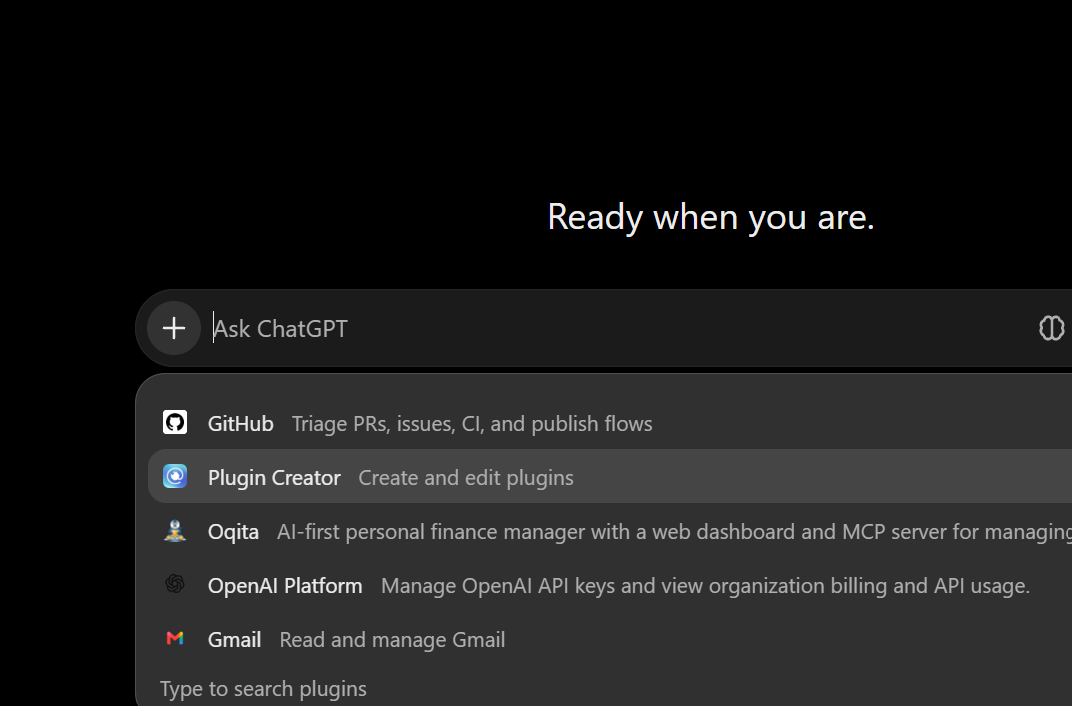 Ready when you are.
Ask ChatGPT
GitHub Triage PRs, issues, CI, and publish flows
Plugin Creator Create and edit plugins
Oqita AI-first personal finance manager with a web dashboard and MCP server for managing
OpenAI Platform Manage OpenAI API keys and view organization billing and API usage.
Gmail Read and manage Gmail
Type to search plugins